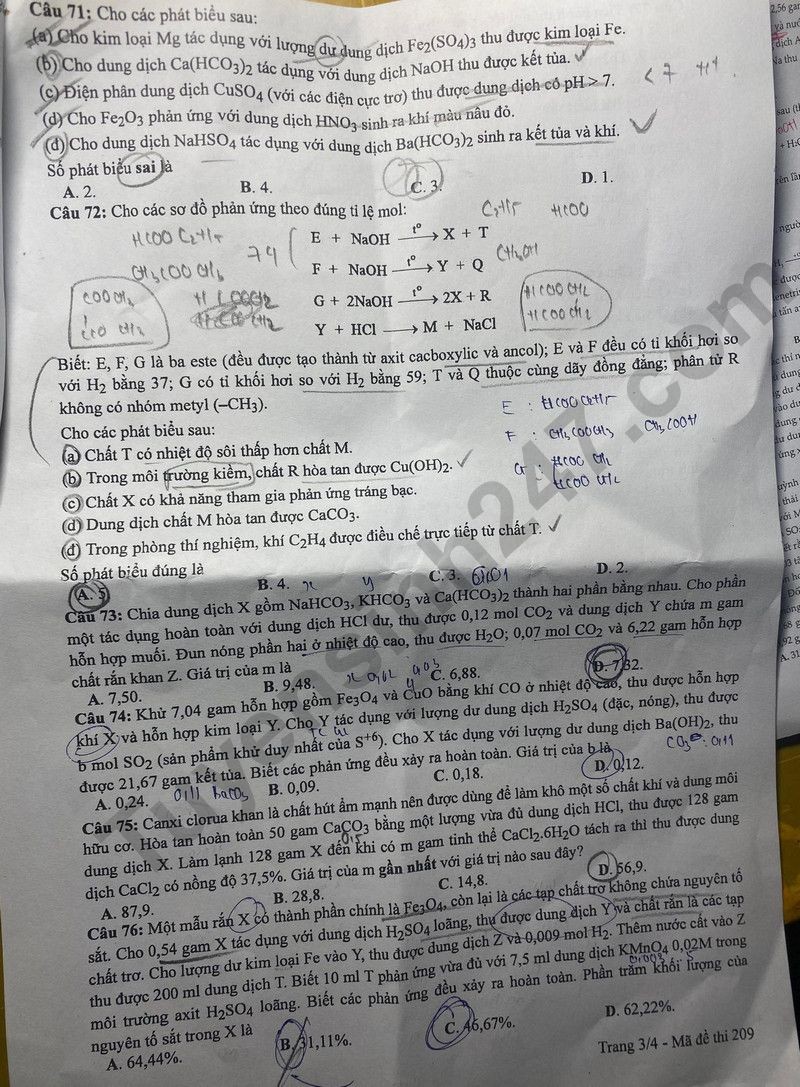 Câu 71: Cho các phát biểu sau:
(a) Cho kim loại Mg tác dụng với lượng dư dung dịch Fe2(SO4)3 thu được kim loại Fe.
(b) Cho dung dịch Ca(HCO3)2 tác dụng với dung dịch NaOH thu được kết tủa.
(c) Điện phân dung dịch CuSO4 (với các điện cực trơ) thu được dung dịch có pH > 7. < 7
(d) Cho Fe2O3 phản ứng với dung dịch HNO3 sinh ra khí màu nâu đỏ.
(đ) Cho dung dịch NaHSO4 tác dụng với dung dịch Ba(HCO3)2 sinh ra kết tủa và khí.
Số phát biểu sai là
A. 2. B. 4. C. 3. D. 1.
Câu 72: Cho các sơ đồ phản ứng theo đúng tỉ lệ mol: C2H5 HCOO
HCOO C2H5 74 E + NaOH t° → X + T
CH3COO CH3 F + NaOH t° → Y + Q CH3OH
COOCH3 HCOOCH2 G + 2NaOH t° → 2X + R HCOOCH2
COO CH3 HCOOCH2 Y + HCl → M + NaCl HCOOCH2
Biết: E, F, G là ba este (đều được tạo thành từ axit cacboxylic và ancol); E và F đều có tỉ khối hơi so
với H2 bằng 37; G có tỉ khối hơi so với H2 bằng 59; T và Q thuộc cùng dãy đồng đẳng; phân tử R
không có nhóm metyl (–CH3).
E : HCOOC2H5
Cho các phát biểu sau:
F : CH3COOCH3 CH3COOH
(a) Chất T có nhiệt độ sôi thấp hơn chất M.
G : HCOO CH2
(b) Trong môi trường kiềm, chất R hòa tan được Cu(OH)2.
HCOO CH2
(c) Chất X có khả năng tham gia phản ứng tráng bạc.
(d) Dung dịch chất M hòa tan được CaCO3.
(đ) Trong phòng thí nghiệm, khí C2H4 được điều chế trực tiếp từ chất T.
Số phát biểu đúng là
A. 5 B. 4. C. 3. D. 2.
x y
Câu 73: Chia dung dịch X gồm NaHCO3, KHCO3 và Ca(HCO3)2 thành hai phần bằng nhau. Cho phần
một tác dụng hoàn toàn với dung dịch HCl dư, thu được 0,12 mol CO2 và dung dịch Y chứa m gam
hỗn hợp muối. Đun nóng phần hai ở nhiệt độ cao, thu được H2O; 0,07 mol CO2 và 6,22 gam hỗn hợp
chất rắn khan Z. Giá trị của m là
A. 7,50. B. 9,48. C. 6,88. D. 7,32.
Câu 74: Khử 7,04 gam hỗn hợp gồm Fe3O4 và CuO bằng khí CO ở nhiệt độ cao, thu được hỗn hợp
khí X và hỗn hợp kim loại Y. Cho Y tác dụng với lượng dư dung dịch H2SO4 (đặc, nóng), thu được
b mol SO2 (sản phẩm khử duy nhất của S+6). Cho X tác dụng với lượng dư dung dịch Ba(OH)2, thu
được 21,67 gam kết tủa. Biết các phản ứng đều xảy ra hoàn toàn. Giá trị của b là
A. 0,24. 0,11 BaCO3 B. 0,09. C. 0,18. D. 0,12.
Câu 75: Canxi clorua khan là chất hút ẩm mạnh nên được dùng để làm khô một số chất khí và dung môi
hữu cơ. Hòa tan hoàn toàn 50 gam CaCO3 bằng một lượng vừa đủ dung dịch HCl, thu được 128 gam
dung dịch X. Làm lạnh 128 gam X đến khi có m gam tinh thể CaCl2.6H2O tách ra thì thu được dung
dịch CaCl2 có nồng độ 37,5%. Giá trị của m gần nhất với giá trị nào sau đây?
A. 87,9. B. 28,8. C. 14,8. D. 56,9.
Câu 76: Một mẫu rắn X có thành phần chính là Fe3O4, còn lại là các tạp chất trơ không chứa nguyên tố
sắt. Cho 0,54 gam X tác dụng với dung dịch H2SO4 loãng, thu được dung dịch Y và chất rắn là các tạp
chất trơ. Cho lượng dư kim loại Fe vào Y, thu được dung dịch Z và 0,009 mol H2. Thêm nước cất vào Z
thu được 200 ml dung dịch T. Biết 10 ml T phản ứng vừa đủ với 7,5 ml dung dịch KMnO4 0,02M trong
môi trường axit H2SO4 loãng. Biết các phản ứng đều xảy ra hoàn toàn. Phần trăm khối lượng của
nguyên tố sắt trong X là
A. 64,44%. B. 31,11%. C. 46,67%. D. 62,22%.
Trang 3/4 - Mã đề thi 209